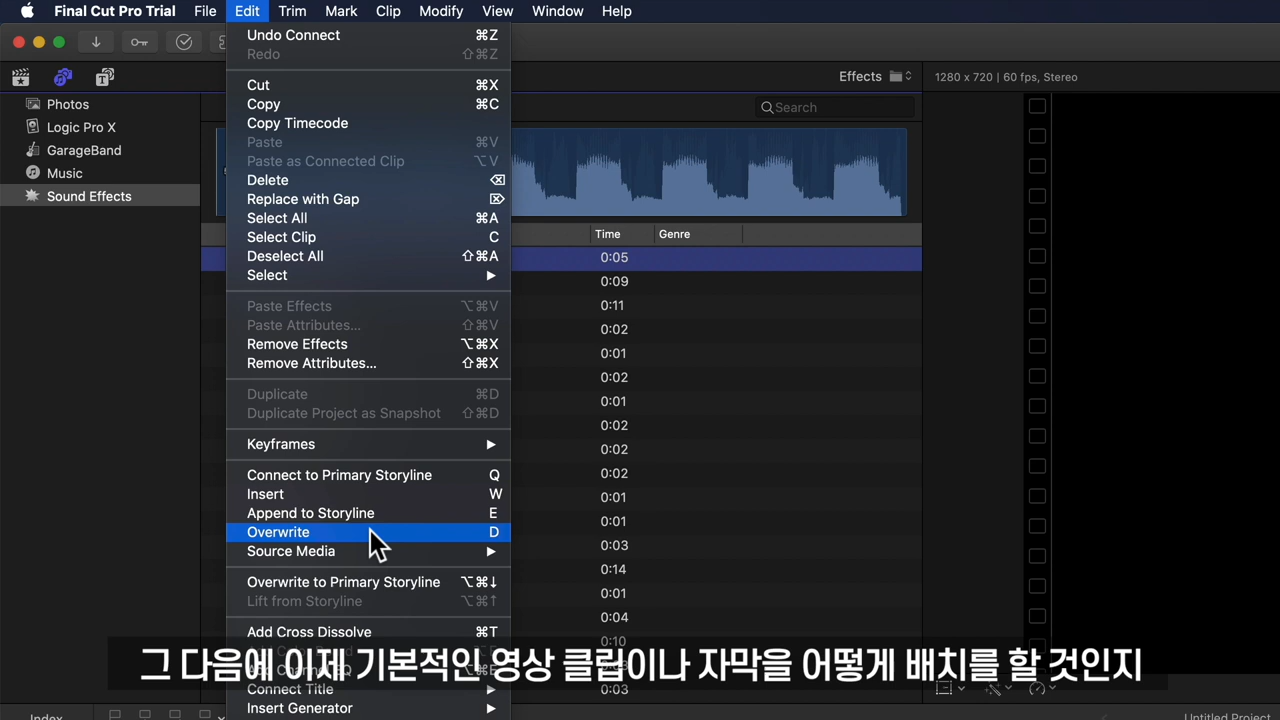 Final Cut Pro Trial File Edit Trim Mark Clip Modify View Window Help
Undo Connect ⌘Z
Redo ⇧⌘Z
Cut ⌘X
Copy ⌘C
Copy Timecode
Paste ⌘V
Paste as Connected Clip ⌥V
Delete ⌫
Replace with Gap ⌦
Select All ⌘A
Select Clip C
Deselect All ⇧⌘A
Select
Paste Effects ⌥⌘V
Paste Attributes... ⇧⌘V
Remove Effects ⌥⌘X
Remove Attributes... ⇧⌘X
Duplicate ⌘D
Duplicate Project as Snapshot ⇧⌘D
Keyframes
Connect to Primary Storyline Q
Insert W
Append to Storyline E
Overwrite D
Source Media
Overwrite to Primary Storyline ⌥⌘↓
Lift from Storyline ⌥⌘↑
Add Cross Dissolve ⌘T
Connect Title
Insert Generator
Photos
Logic Pro X
GarageBand
Music
Sound Effects
Effects
1280 x 720 | 60 fps, Stereo
Search
Time Genre
0:05
0:09
0:11
0:02
0:01
0:02
0:01
0:02
0:02
0:02
0:01
0:01
0:03
0:14
0:01
0:04
0:10
0:03
그 다음에 이제 기본적인 영상 클립이나 자막을 어떻게 배치를 할 것인지
Index
Untitled Project